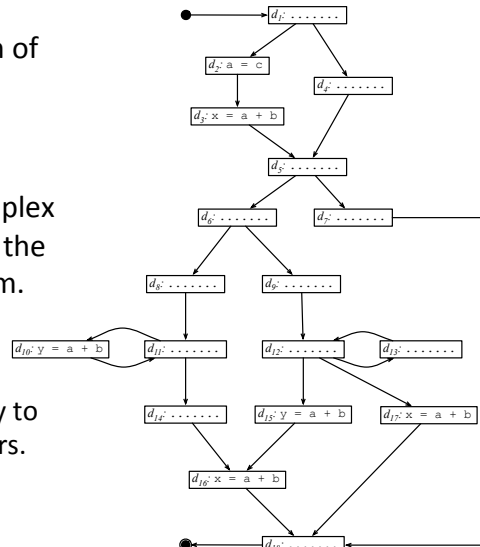 n of
plex
the
m.
y to
rs.
d1: .......
d2: a = c
d4: .......
d3: x = a + b
d5: .......
d6: .......
d7: .......
d8: .......
d9: .......
d10: y = a + b
d11: .......
d12: .......
d13: .......
d14: .......
d15: y = a + b
d17: x = a + b
d16: x = a + b